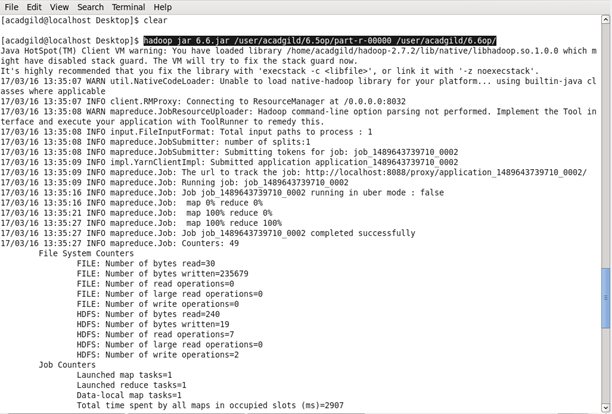 File Edit View Search Terminal Help
[acadgild@localhost Desktop]$ clear
[acadgild@localhost Desktop]$ hadoop jar 6.6.jar /user/acadgild/6.5op/part-r-00000 /user/acadgild/6.6op/
Java HotSpot(TM) Client VM warning: You have loaded library /home/acadgild/hadoop-2.7.2/lib/native/libhadoop.so.1.0.0 which m
ight have disabled stack guard. The VM will try to fix the stack guard now.
It's highly recommended that you fix the library with 'execstack -c <libfile>', or link it with '-z noexecstack'.
17/03/16 13:35:07 WARN util.NativeCodeLoader: Unable to load native-hadoop library for your platform... using builtin-java cl
asses where applicable
17/03/16 13:35:07 INFO client.RMProxy: Connecting to ResourceManager at /0.0.0.0:8032
17/03/16 13:35:08 WARN mapreduce.JobResourceUploader: Hadoop command-line option parsing not performed. Implement the Tool in
terface and execute your application with ToolRunner to remedy this.
17/03/16 13:35:08 INFO input.FileInputFormat: Total input paths to process : 1
17/03/16 13:35:08 INFO mapreduce.JobSubmitter: number of splits:1
17/03/16 13:35:08 INFO mapreduce.JobSubmitter: Submitting tokens for job: job_1489643739710_0002
17/03/16 13:35:09 INFO impl.YarnClientImpl: Submitted application application_1489643739710_0002
17/03/16 13:35:09 INFO mapreduce.Job: The url to track the job: http://localhost:8088/proxy/application_1489643739710_0002/
17/03/16 13:35:09 INFO mapreduce.Job: Running job: job_1489643739710_0002
17/03/16 13:35:16 INFO mapreduce.Job: Job job_1489643739710_0002 running in uber mode : false
17/03/16 13:35:16 INFO mapreduce.Job:  map 0% reduce 0%
17/03/16 13:35:21 INFO mapreduce.Job:  map 100% reduce 0%
17/03/16 13:35:27 INFO mapreduce.Job:  map 100% reduce 100%
17/03/16 13:35:27 INFO mapreduce.Job: Job job_1489643739710_0002 completed successfully
17/03/16 13:35:27 INFO mapreduce.Job: Counters: 49
File System Counters
FILE: Number of bytes read=30
FILE: Number of bytes written=235679
FILE: Number of read operations=0
FILE: Number of large read operations=0
FILE: Number of write operations=0
HDFS: Number of bytes read=240
HDFS: Number of bytes written=19
HDFS: Number of read operations=7
HDFS: Number of large read operations=0
HDFS: Number of write operations=2
Job Counters
Launched map tasks=1
Launched reduce tasks=1
Data-local map tasks=1
Total time spent by all maps in occupied slots (ms)=2907